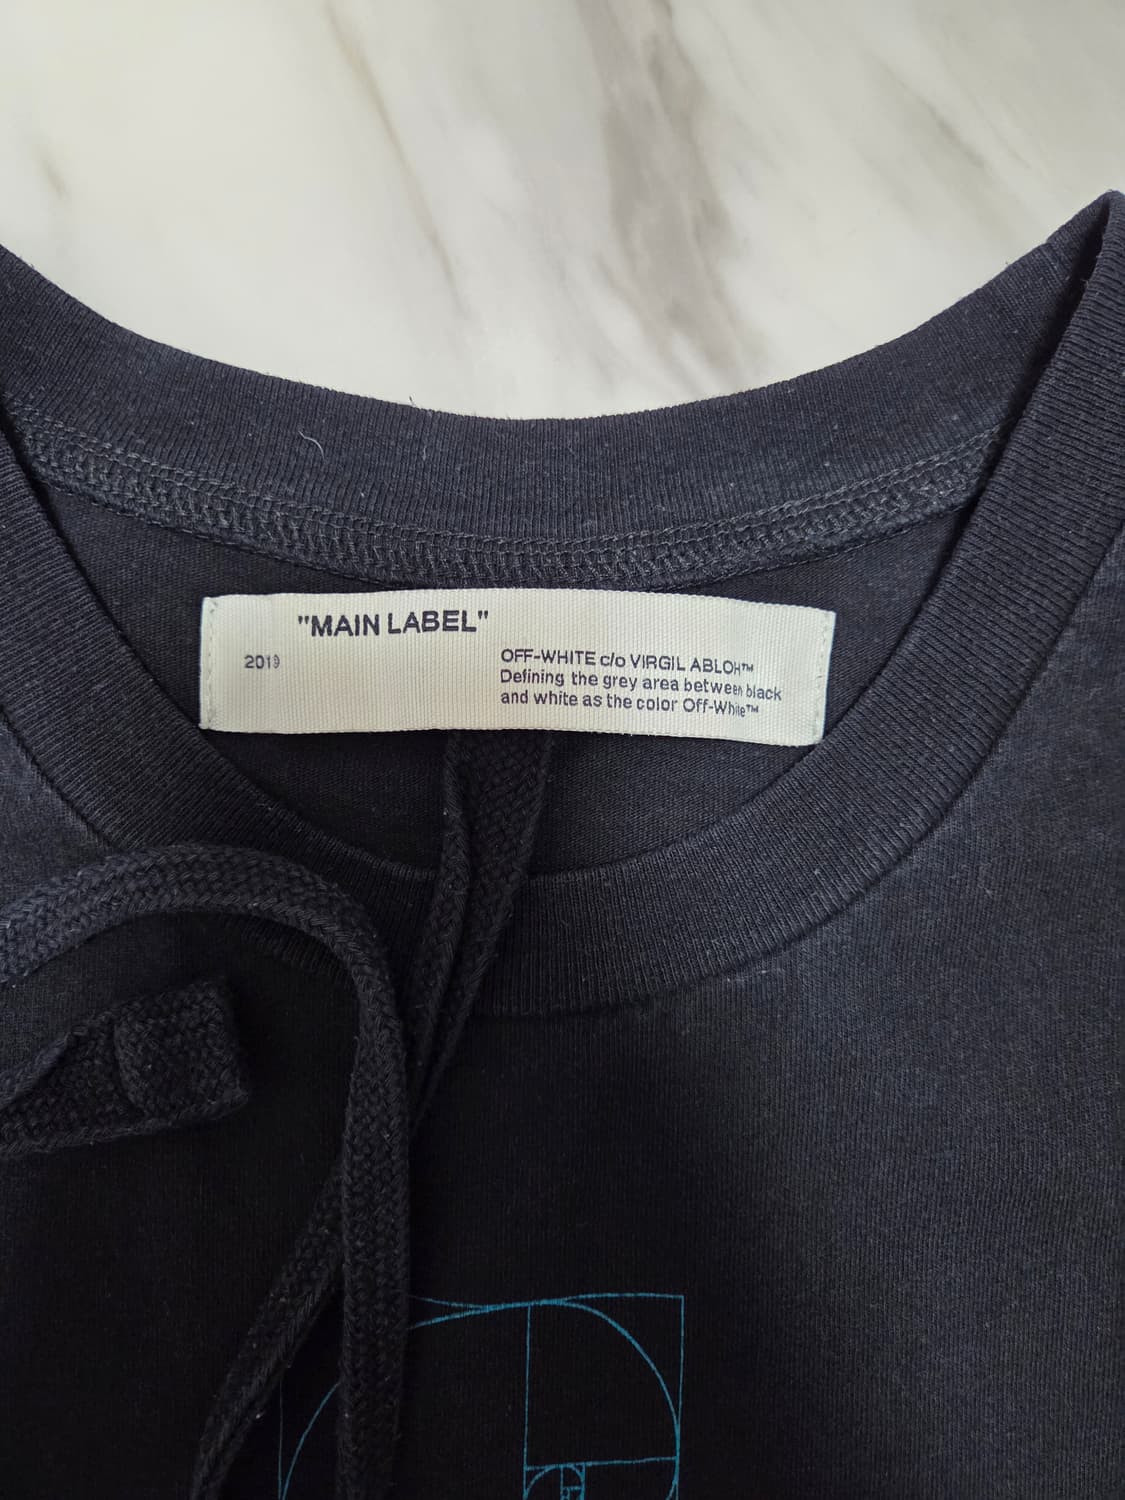 "MAIN LABEL"
2019
OFF-WHITE c/o VIRGIL ABLOH™
Defining the grey area between black
and white as the color Off-White™